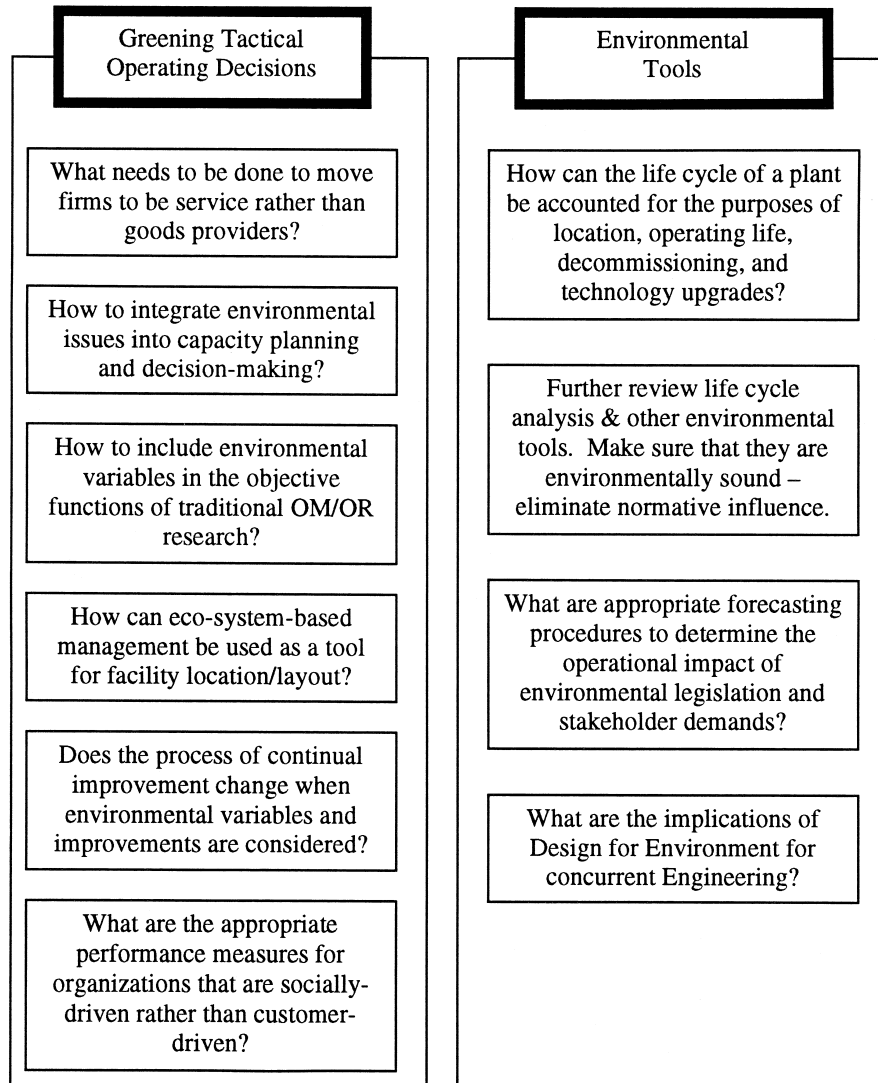 Greening Tactical
Operating Decisions
What needs to be done to move
firms to be service rather than
goods providers?
How to integrate environmental
issues into capacity planning
and decision-making?
How to include environmental
variables in the objective
functions of traditional OM/OR
research?
How can eco-system-based
management be used as a tool
for facility location/layout?
Does the process of continual
improvement change when
environmental variables and
improvements are considered?
What are the appropriate
performance measures for
organizations that are socially-
driven rather than customer-
driven?
Environmental
Tools
How can the life cycle of a plant
be accounted for the purposes of
location, operating life,
decommissioning, and
technology upgrades?
Further review life cycle
analysis & other environmental
tools.  Make sure that they are
environmentally sound –
eliminate normative influence.
What are appropriate forecasting
procedures to determine the
operational impact of
environmental legislation and
stakeholder demands?
What are the implications of
Design for Environment for
concurrent Engineering?